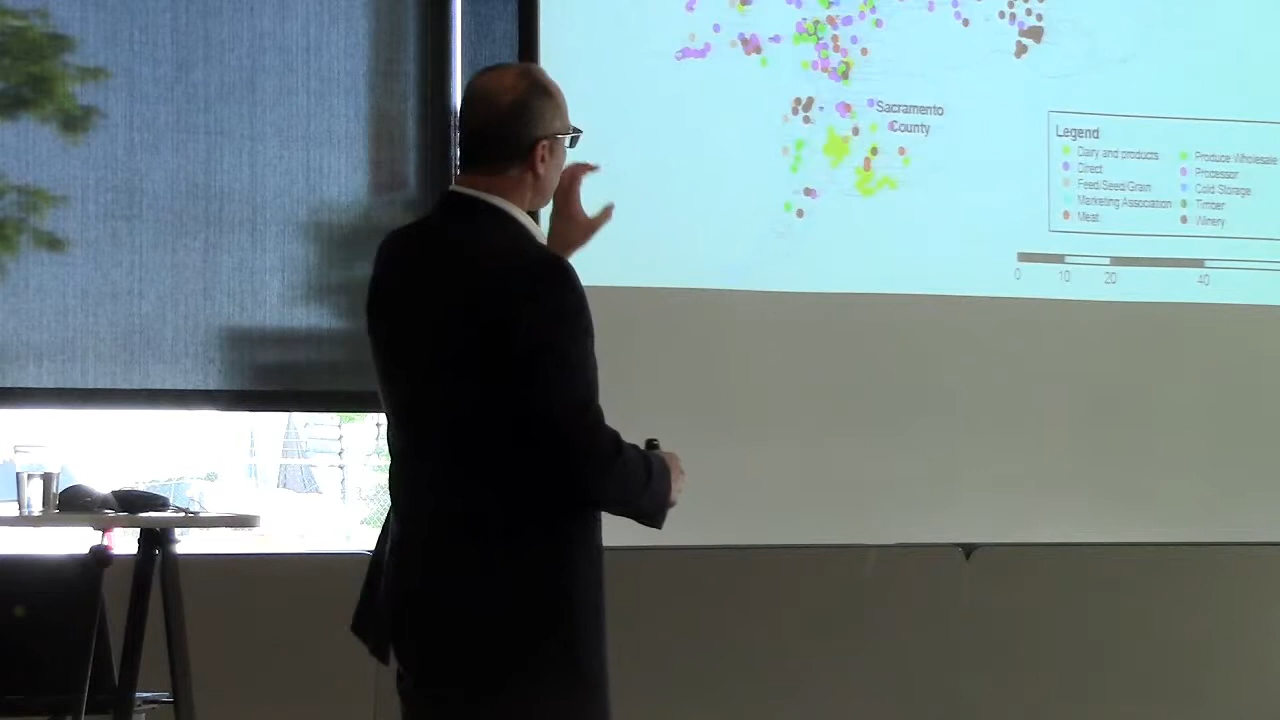 Sacramento
County
Legend
Dairy and products
Direct
Feed/Seed/Grain
Marketing Association
Meat
Produce Wholesale
Processor
Cold Storage
Timber
Winery
0 10 20 40